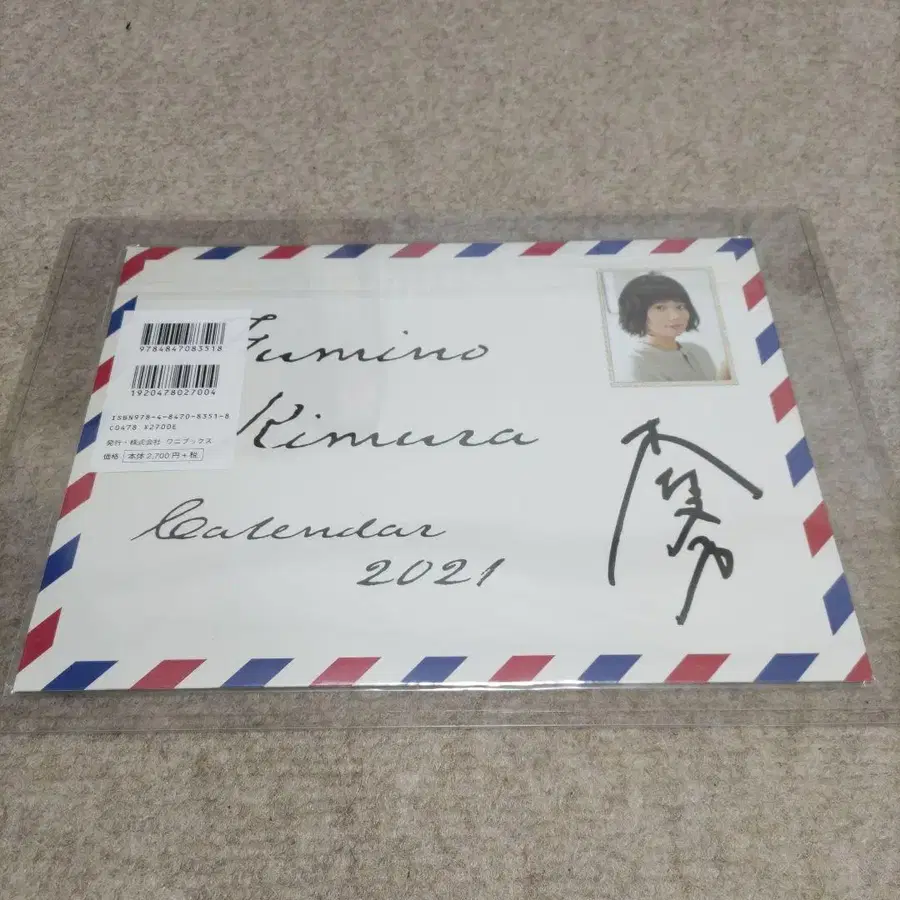 9784847083518
1920478027004
ISBN978-4-8470-8351-8
C0478 ¥2700E
発行・株式会社 ワニブックス
価格 本体2,700円+税
Fumino
Kimura
Calendar
2021